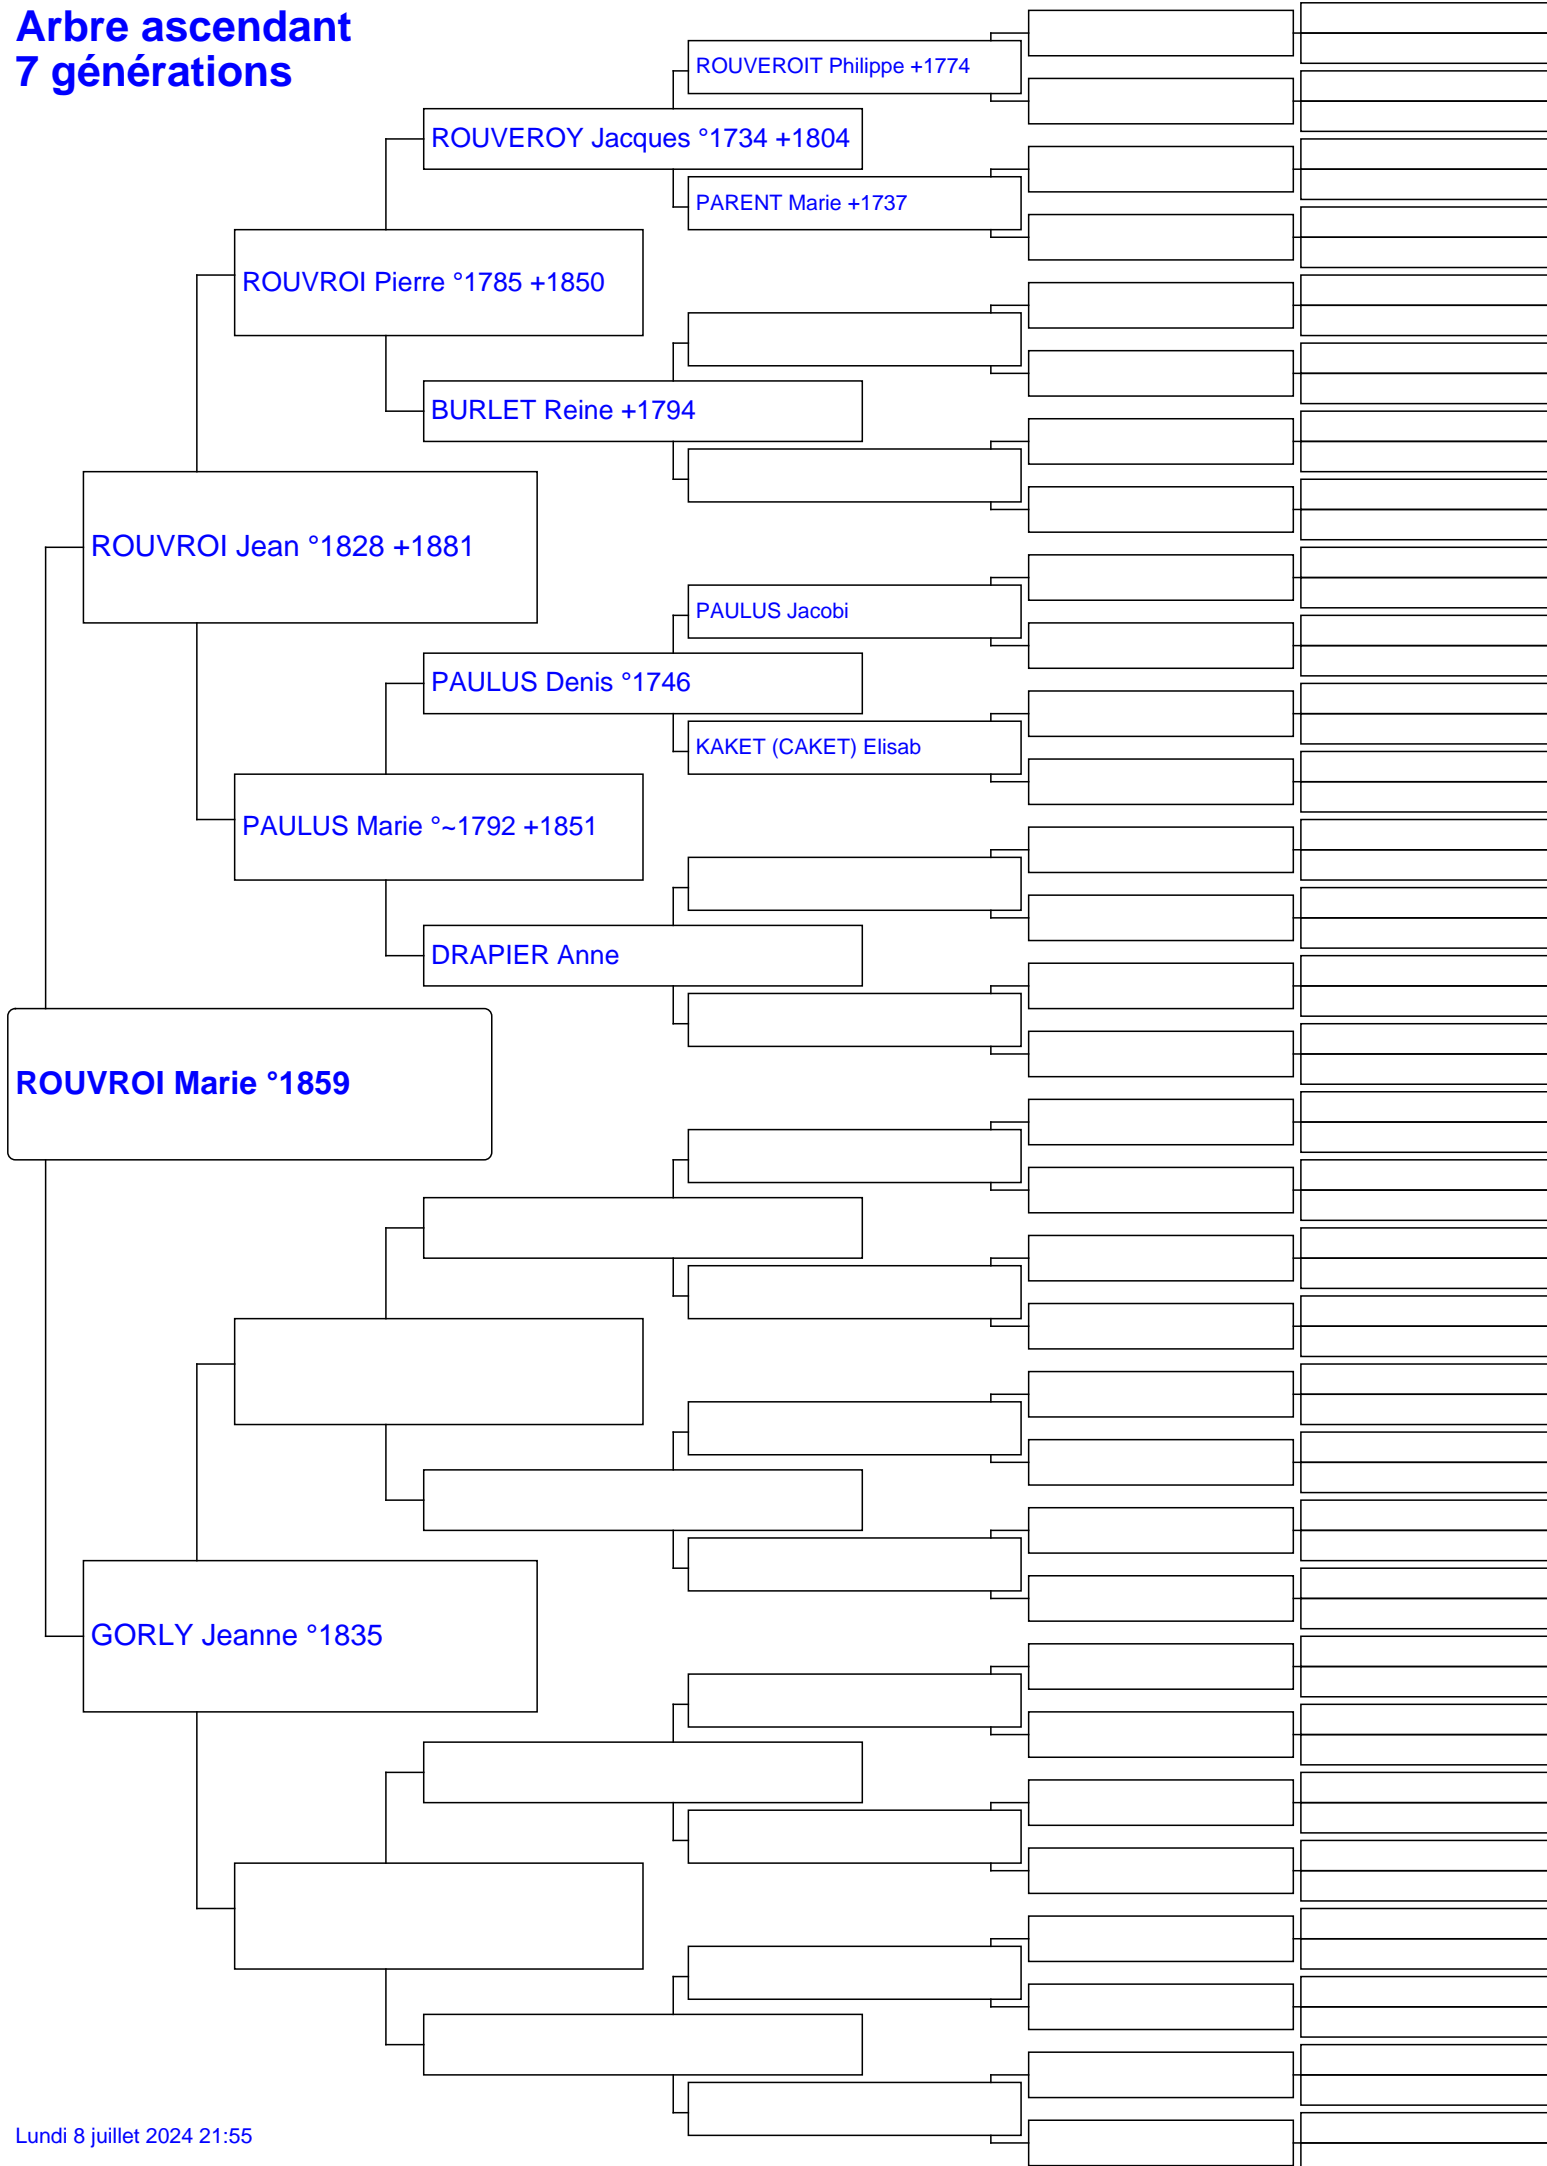 Arbre ascendant
7 générations
ROUVEROIT Philippe +1774
ROUVEROY Jacques °1734 +1804
PARENT Marie +1737
ROUVROI Pierre °1785 +1850
BURLET Reine +1794
ROUVROI Jean °1828 +1881
PAULUS Jacobi
PAULUS Denis °1746
KAKET (CAKET) Elisab
PAULUS Marie °~1792 +1851
DRAPIER Anne
ROUVROI Marie °1859
GORLY Jeanne °1835
Lundi 8 juillet 2024 21:55